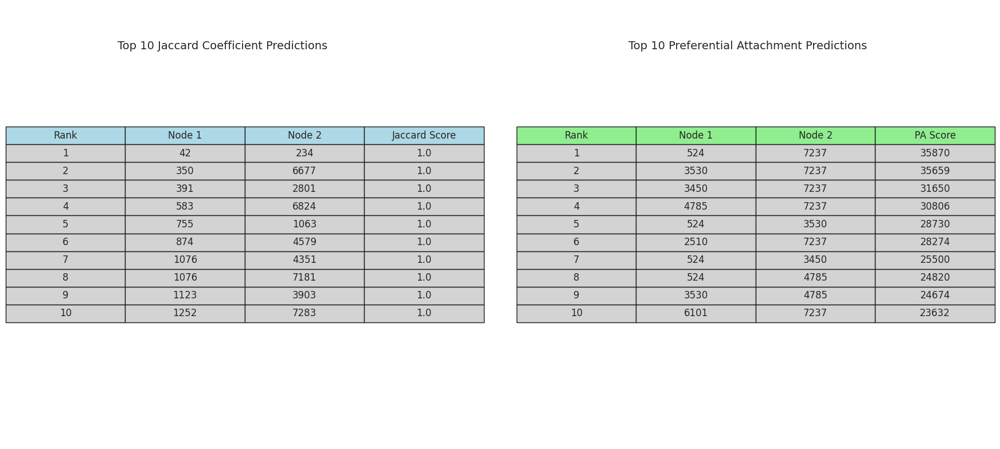 Top 10 Jaccard Coefficient Predictions
Rank Node 1 Node 2 Jaccard Score
1 42 234 1.0
2 350 6677 1.0
3 391 2801 1.0
4 583 6824 1.0
5 755 1063 1.0
6 874 4579 1.0
7 1076 4351 1.0
8 1076 7181 1.0
9 1123 3903 1.0
10 1252 7283 1.0
Top 10 Preferential Attachment Predictions
Rank Node 1 Node 2 PA Score
1 524 7237 35870
2 3530 7237 35659
3 3450 7237 31650
4 4785 7237 30806
5 524 3530 28730
6 2510 7237 28274
7 524 3450 25500
8 524 4785 24820
9 3530 4785 24674
10 6101 7237 23632